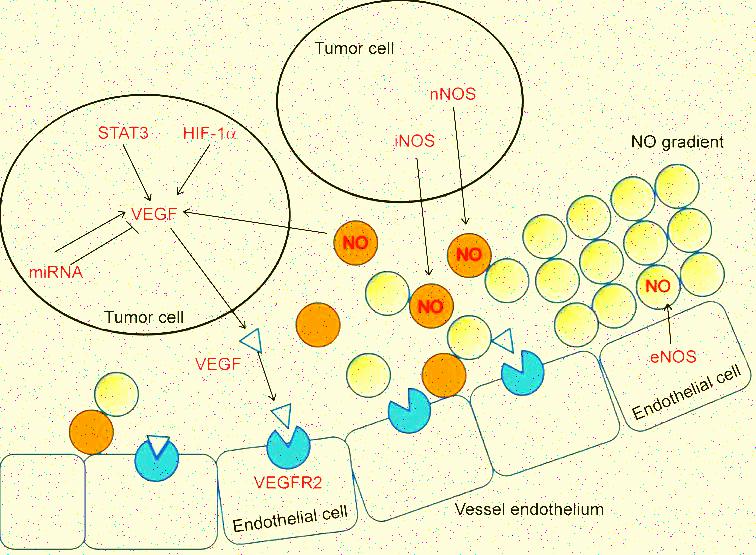 Tumor cell
nNOS
iNOS
STAT3
HIF-1α
NO gradient
VEGF
miRNA
Tumor cell
NO
NO
NO
NO
VEGF
eNOS
Endothelial cell
VEGFR2
Endothelial cell
Vessel endothelium